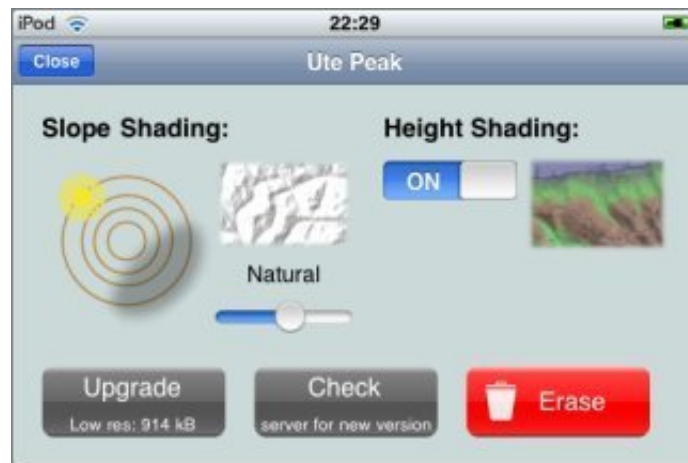 iPod 22:29
Close Ute Peak
Slope Shading: Height Shading:
ON
Natural
Upgrade
Low res: 914 kB
Check
server for new version
Erase